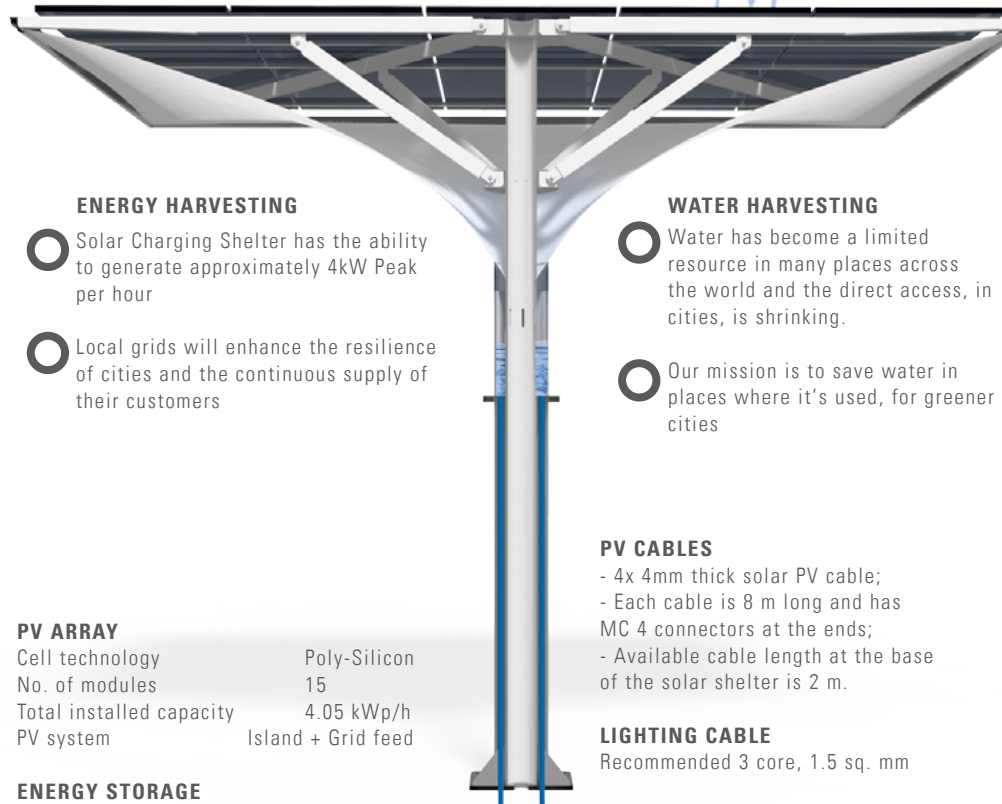 ENERGY HARVESTING
Solar Charging Shelter has the ability
to generate approximately 4kW Peak
per hour
Local grids will enhance the resilience
of cities and the continuous supply of
their customers
WATER HARVESTING
Water has become a limited
resource in many places across
the world and the direct access, in
cities, is shrinking.
Our mission is to save water in
places where it's used, for greener
cities
PV ARRAY
Cell technology Poly-Silicon
No. of modules 15
Total installed capacity 4.05 kWp/h
PV system Island + Grid feed
ENERGY STORAGE
PV CABLES
- 4x 4mm thick solar PV cable;
- Each cable is 8 m long and has
MC 4 connectors at the ends;
- Available cable length at the base
of the solar shelter is 2 m.
LIGHTING CABLE
Recommended 3 core, 1.5 sq. mm